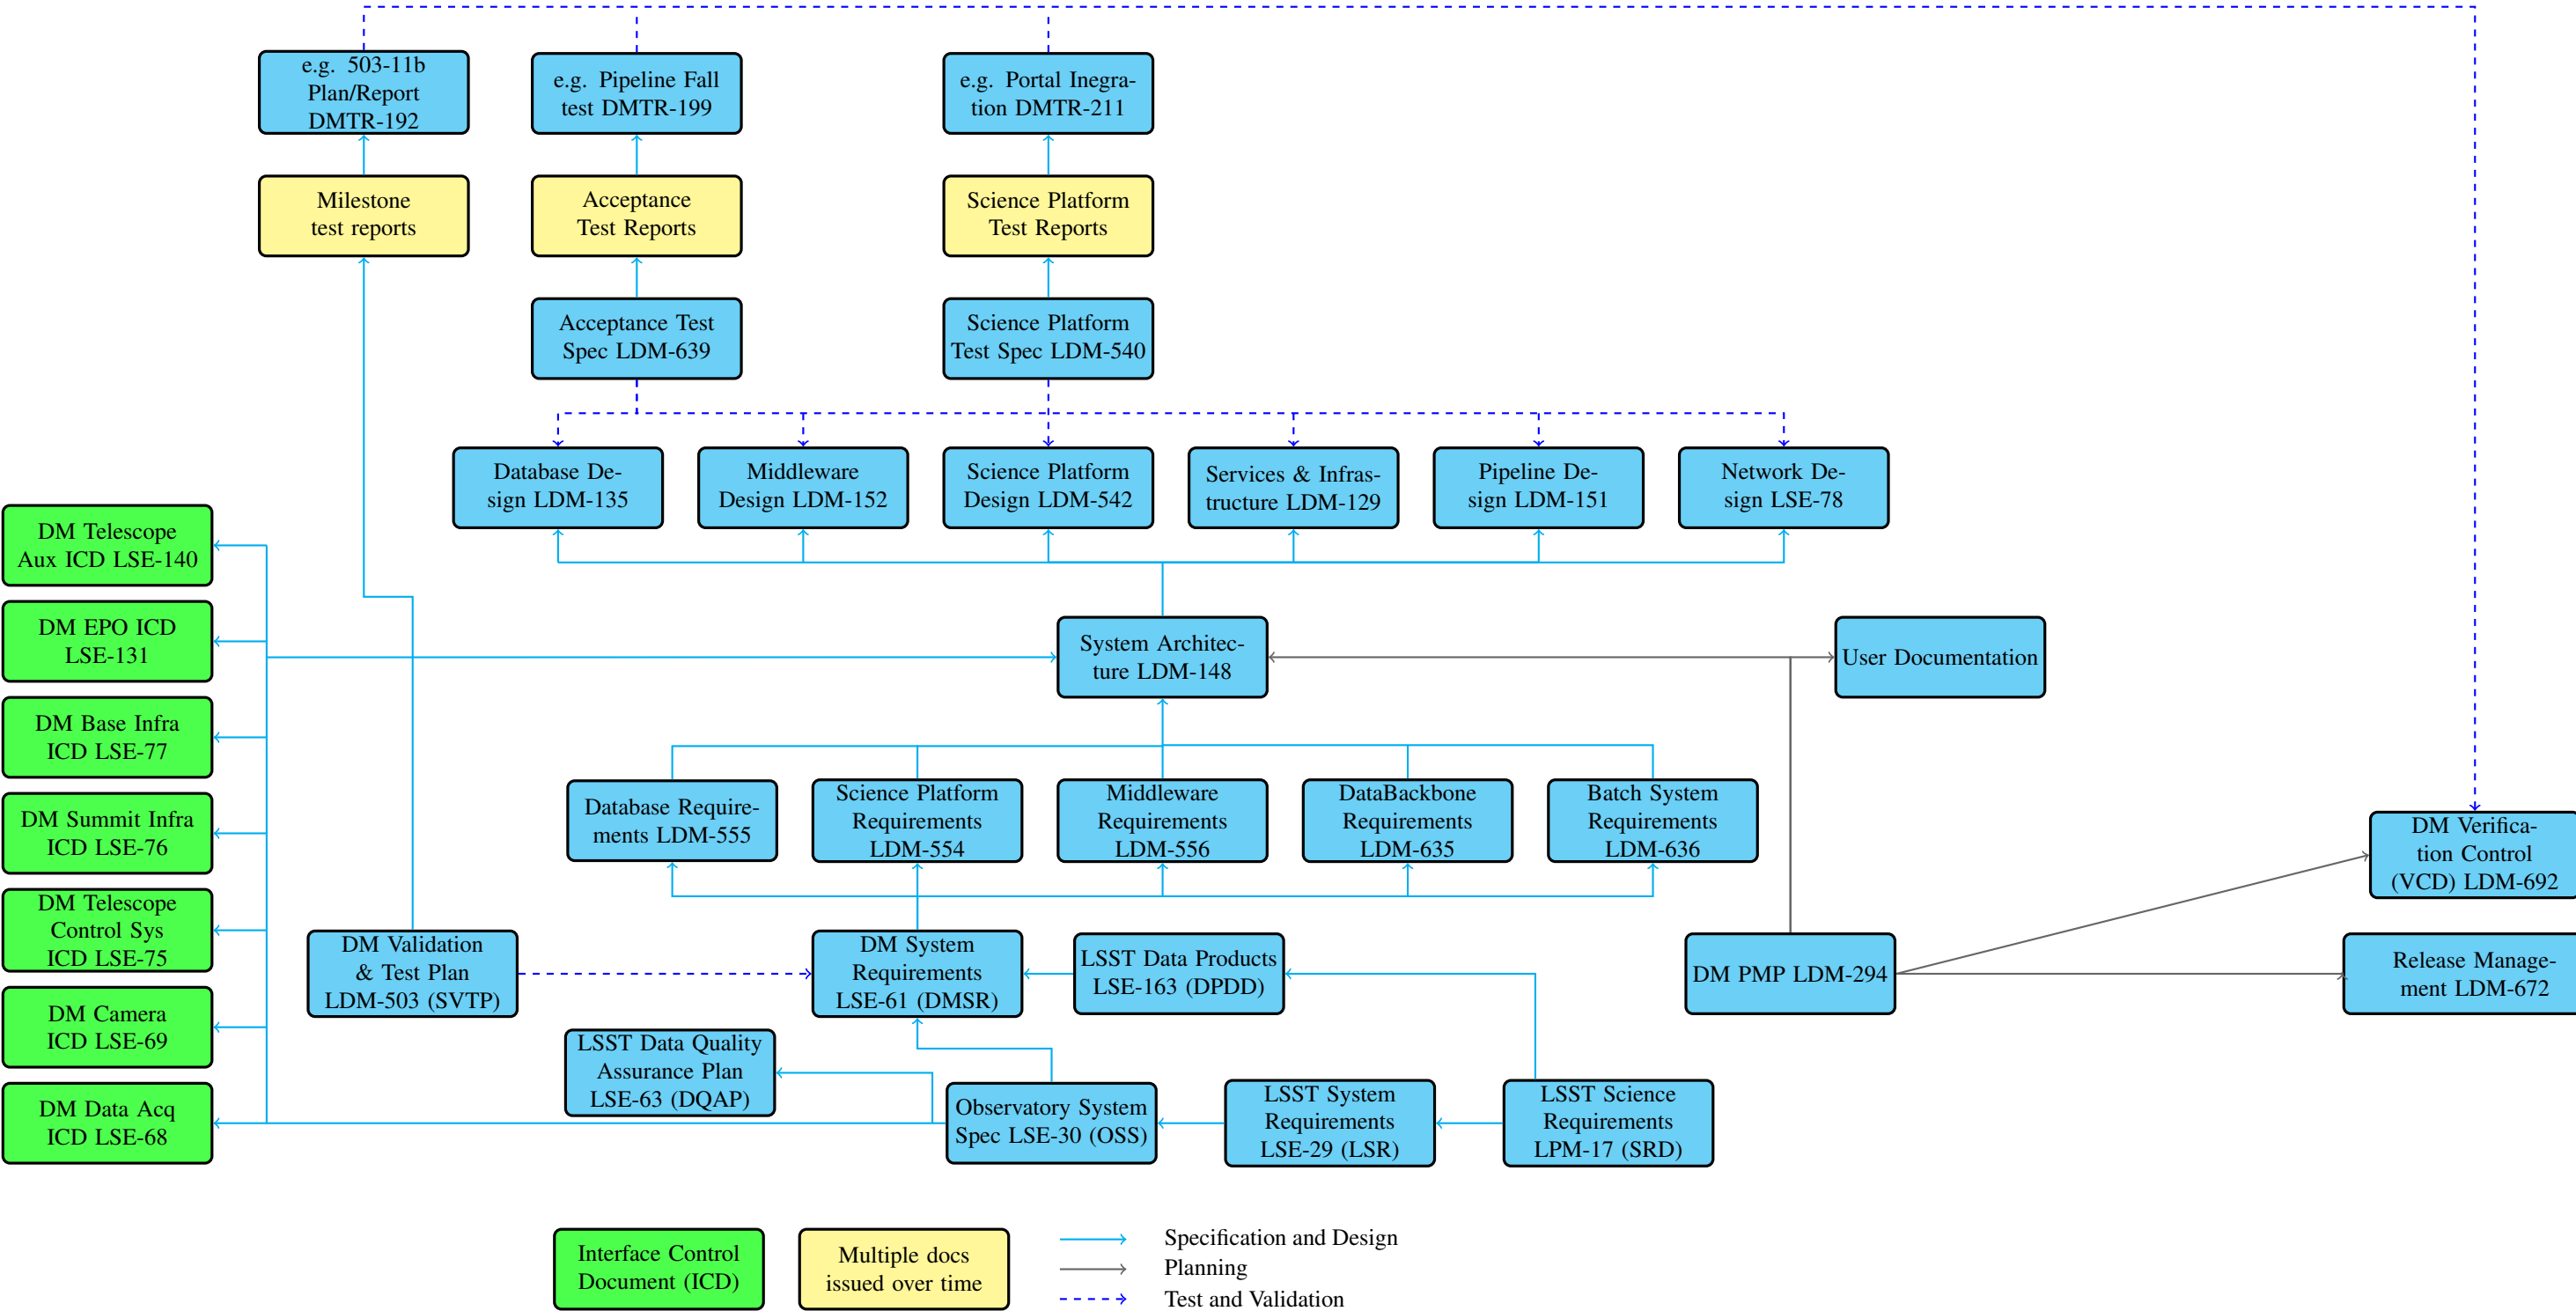 e.g. 503-11b
Plan/Report
DMTR-192
e.g. Pipeline Fall
test DMTR-199
e.g. Portal Inegra-
tion DMTR-211
Milestone
test reports
Acceptance
Test Reports
Science Platform
Test Reports
Acceptance Test
Spec LDM-639
Science Platform
Test Spec LDM-540
Database De-
sign LDM-135
Middleware
Design LDM-152
Science Platform
Design LDM-542
Services & Infras-
tructure LDM-129
Pipeline De-
sign LDM-151
Network De-
sign LSE-78
DM Telescope
Aux ICD LSE-140
DM EPO ICD
LSE-131
System Architec-
ture LDM-148
User Documentation
DM Base Infra
ICD LSE-77
DM Summit Infra
ICD LSE-76
Database Require-
ments LDM-555
Science Platform
Requirements
LDM-554
Middleware
Requirements
LDM-556
DataBackbone
Requirements
LDM-635
Batch System
Requirements
LDM-636
DM Verifica-
tion Control
(VCD) LDM-692
DM Telescope
Control Sys
ICD LSE-75
DM Validation
& Test Plan
LDM-503 (SVTP)
DM System
Requirements
LSE-61 (DMSR)
LSST Data Products
LSE-163 (DPDD)
DM PMP LDM-294
Release Manage-
ment LDM-672
DM Camera
ICD LSE-69
LSST Data Quality
Assurance Plan
LSE-63 (DQAP)
DM Data Acq
ICD LSE-68
Observatory System
Spec LSE-30 (OSS)
LSST System
Requirements
LSE-29 (LSR)
LSST Science
Requirements
LPM-17 (SRD)
Interface Control
Document (ICD)
Multiple docs
issued over time
Specification and Design
Planning
Test and Validation